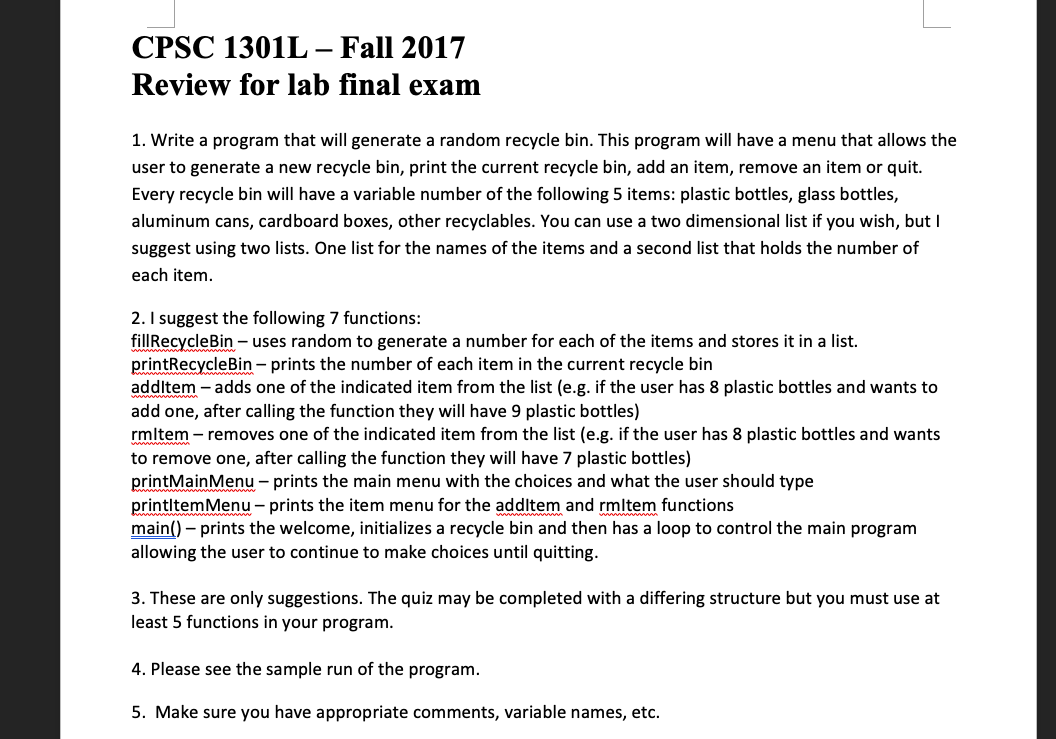 CPSC 1301L – Fall 2017
Review for lab final exam
1. Write a program that will generate a random recycle bin. This program will have a menu that allows the
user to generate a new recycle bin, print the current recycle bin, add an item, remove an item or quit.
Every recycle bin will have a variable number of the following 5 items: plastic bottles, glass bottles,
aluminum cans, cardboard boxes, other recyclables. You can use a two dimensional list if you wish, but I
suggest using two lists. One list for the names of the items and a second list that holds the number of
each item.
2. I suggest the following 7 functions:
fillRecycleBin – uses random to generate a number for each of the items and stores it in a list.
printRecycleBin – prints the number of each item in the current recycle bin
addItem – adds one of the indicated item from the list (e.g. if the user has 8 plastic bottles and wants to
add one, after calling the function they will have 9 plastic bottles)
rmItem – removes one of the indicated item from the list (e.g. if the user has 8 plastic bottles and wants
to remove one, after calling the function they will have 7 plastic bottles)
printMainMenu – prints the main menu with the choices and what the user should type
printItemMenu – prints the item menu for the addItem and rmItem functions
main() – prints the welcome, initializes a recycle bin and then has a loop to control the main program
allowing the user to continue to make choices until quitting.
3. These are only suggestions. The quiz may be completed with a differing structure but you must use at
least 5 functions in your program.
4. Please see the sample run of the program.
5.  Make sure you have appropriate comments, variable names, etc.